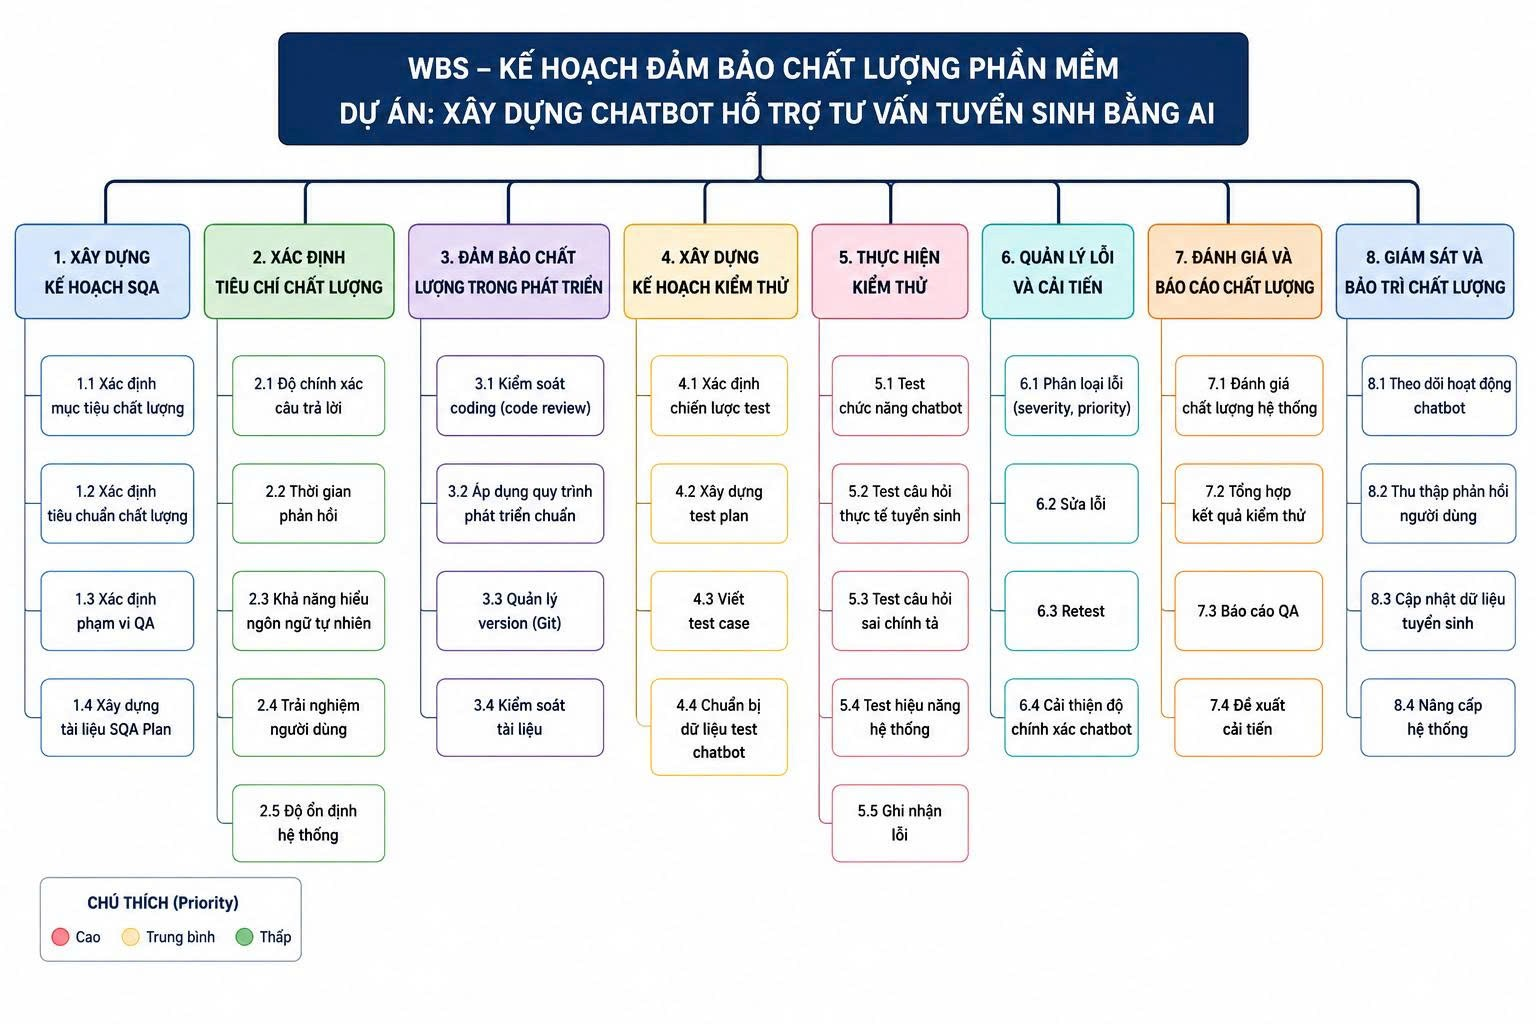 WBS – KẾ HOẠCH ĐẢM BẢO CHẤT LƯỢNG PHẦN MỀM
DỰ ÁN: XÂY DỰNG CHATBOT HỖ TRỢ TƯ VẤN TUYỂN SINH BẰNG AI
1. XÂY DỰNG
KẾ HOẠCH SQA
1.1 Xác định
mục tiêu chất lượng
1.2 Xác định
tiêu chuẩn chất lượng
1.3 Xác định
phạm vi QA
1.4 Xây dựng
tài liệu SQA Plan
2. XÁC ĐỊNH
TIÊU CHÍ CHẤT LƯỢNG
2.1 Độ chính xác
câu trả lời
2.2 Thời gian
phản hồi
2.3 Khả năng hiểu
ngôn ngữ tự nhiên
2.4 Trải nghiệm
người dùng
2.5 Độ ổn định
hệ thống
3. ĐẢM BẢO CHẤT
LƯỢNG TRONG PHÁT TRIỂN
3.1 Kiểm soát
coding (code review)
3.2 Áp dụng quy trình
phát triển chuẩn
3.3 Quản lý
version (Git)
3.4 Kiểm soát
tài liệu
4. XÂY DỰNG
KẾ HOẠCH KIỂM THỬ
4.1 Xác định
chiến lược test
4.2 Xây dựng
test plan
4.3 Viết
test case
4.4 Chuẩn bị
dữ liệu test
chatbot
5. THỰC HIỆN
KIỂM THỬ
5.1 Test
chức năng chatbot
5.2 Test câu hỏi
thực tế tuyển sinh
5.3 Test câu hỏi
sai chính tả
5.4 Test hiệu năng
hệ thống
5.5 Ghi nhận
lỗi
6. QUẢN LÝ LỖI
VÀ CẢI TIẾN
6.1 Phân loại lỗi
(severity, priority)
6.2 Sửa lỗi
6.3 Retest
6.4 Cải thiện độ
chính xác chatbot
7. ĐÁNH GIÁ VÀ
BÁO CÁO CHẤT LƯỢNG
7.1 Đánh giá
chất lượng hệ thống
7.2 Tổng hợp
kết quả kiểm thử
7.3 Báo cáo QA
7.4 Đề xuất
cải tiến
8. GIÁM SÁT VÀ
BẢO TRÌ CHẤT LƯỢNG
8.1 Theo dõi hoạt động
chatbot
8.2 Thu thập phản hồi
người dùng
8.3 Cập nhật dữ liệu
tuyển sinh
8.4 Nâng cấp
hệ thống
CHÚ THÍCH (Priority)
Cao
Trung bình
Thấp